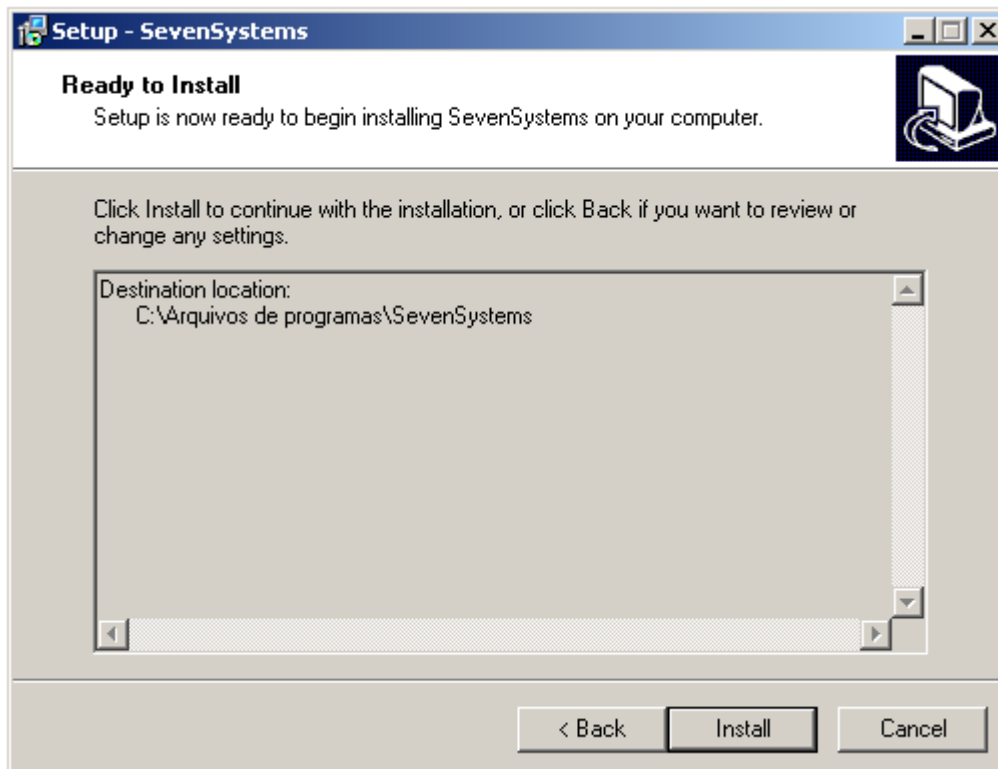 Setup - SevenSystems
Ready to Install
Setup is now ready to begin installing SevenSystems on your computer.
Click Install to continue with the installation, or click Back if you want to review or
change any settings.
Destination location:
C:\Arquivos de programas\SevenSystems
< Back
Install
Cancel